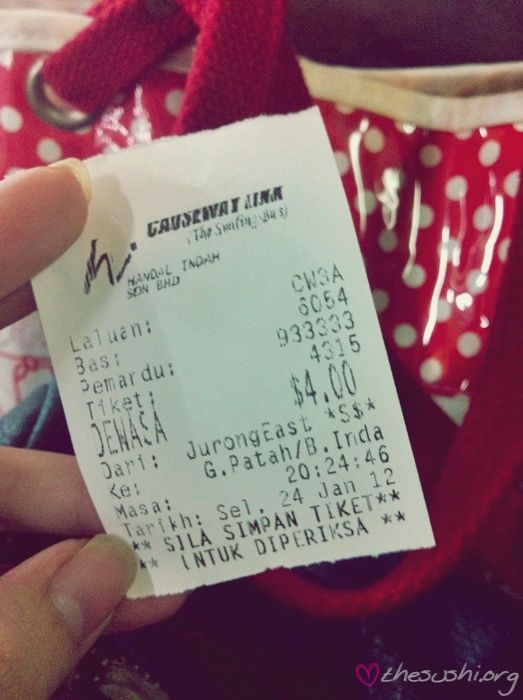 CAUSEWAY LINK
(The Smiling Bus)
HANDAL INDAH
SDN BHD
Laluan: CW3A
Bas: 6054
Pemandu: 933333
Tiket: 4315
DEWASA $4.00
*S$*
Dari: JurongEast
Ke: G.Patah/B.Inda
Masa: 20:24:46
Tarikh: Sel, 24 Jan 12
** SILA SIMPAN TIKET**
** UNTUK DIPERIKSA **
thesushi.org